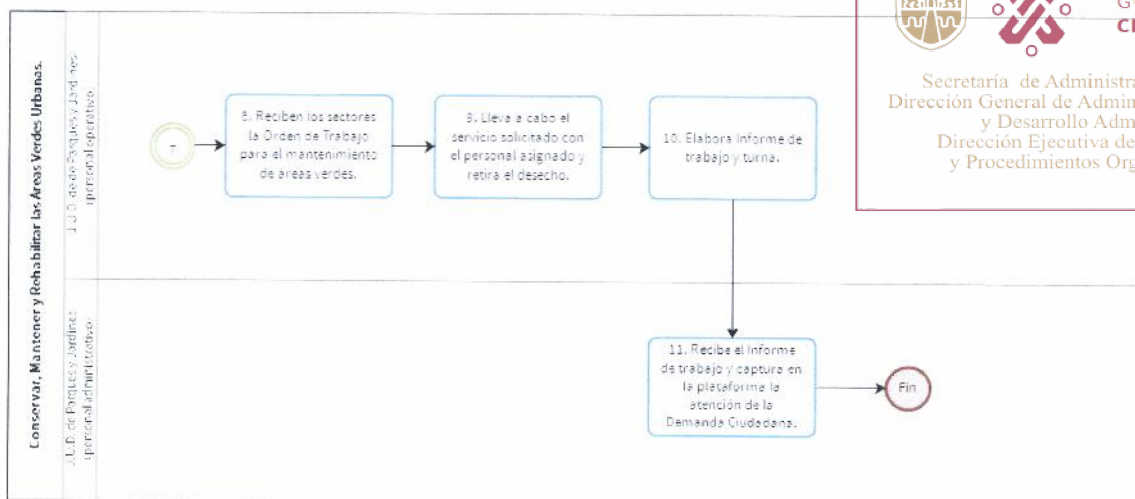 Conservar, Mantener y Rehabilitar las Áreas Verdes Urbanas.
J.U.D. de de Parques y Jardines
(personal operativo)
8. Reciben los sectores
la Orden de Trabajo
para el mantenimiento
de áreas verdes.
9. Lleva a cabo el
servicio solicitado con
el personal asignado y
retira el desecho.
10. Elabora Informe de
trabajo y turna.
Secretaría de Administra
Dirección General de Admin
y Desarrollo Adm
Dirección Ejecutiva de
y Procedimientos Org
J.U.D. de Parques y Jardines
(personal administrativo)
11. Recibe el Informe
de trabajo y captura en
la plataforma la
atención de la
Demanda Ciudadana.
Fin